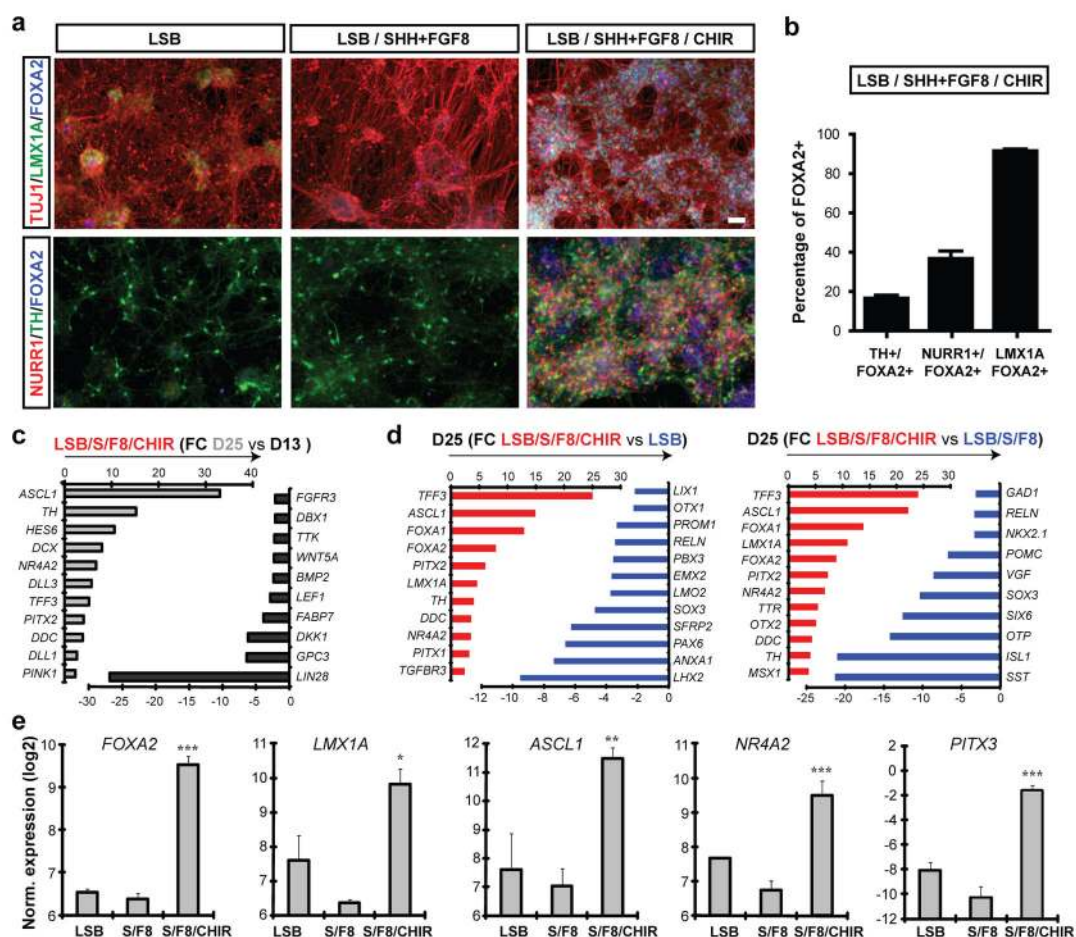 a
LSB
LSB / SHH+FGF8
LSB / SHH+FGF8 / CHIR
TUJ1/LMX1A/FOXA2
NURR1/TH/FOXA2
b
LSB / SHH+FGF8 / CHIR
Percentage of FOXA2+
100
80
60
40
20
0
TH+/
FOXA2+
NURR1+/
FOXA2+
LMX1A
FOXA2+
c
LSB/S/F8/CHIR (FC D25 vs D13 )
0 10 20 30 40
ASCL1
TH
HES6
DCX
NR4A2
DLL3
TFF3
PITX2
DDC
DLL1
PINK1
FGFR3
DBX1
TTK
WNT5A
BMP2
LEF1
FABP7
DKK1
GPC3
LIN28
-30 -25 -20 -15 -10 -5 0
d
D25 (FC LSB/S/F8/CHIR vs LSB)
0 5 10 15 20 25 30
TFF3
ASCL1
FOXA1
FOXA2
PITX2
LMX1A
TH
DDC
NR4A2
PITX1
TGFBR3
LIX1
OTX1
PROM1
RELN
PBX3
EMX2
LMO2
SOX3
SFRP2
PAX6
ANXA1
LHX2
-12 -10 -8 -6 -4 -2 0
D25 (FC LSB/S/F8/CHIR vs LSB/S/F8)
0 5 10 15 20 25 30
TFF3
ASCL1
FOXA1
LMX1A
FOXA2
PITX2
NR4A2
TTR
OTX2
DDC
TH
MSX1
GAD1
RELN
NKX2.1
POMC
VGF
SOX3
SIX6
OTP
ISL1
SST
-25 -20 -15 -10 -5 0
e
Norm. expression (log2)
FOXA2
***
10
9
8
7
6
LSB S/F8 S/F8/CHIR
LMX1A
*
11
10
9
8
7
6
LSB S/F8 S/F8/CHIR
ASCL1
**
12
11
10
9
8
7
6
LSB S/F8 S/F8/CHIR
NR4A2
***
11
10
9
8
7
6
LSB S/F8 S/F8/CHIR
PITX3
***
2
0
-2
-4
-6
-8
-10
-12
LSB S/F8 S/F8/CHIR